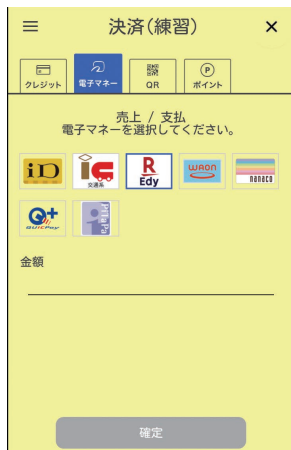 決済(練習)
クレジット
電子マネー
QR
P
ポイント
売上 / 支払
電子マネーを選択してください。
iD
ic
交通系
R
Edy
WAON
nanaco
Q+
QUICPay
PiTaPa
金額
確定